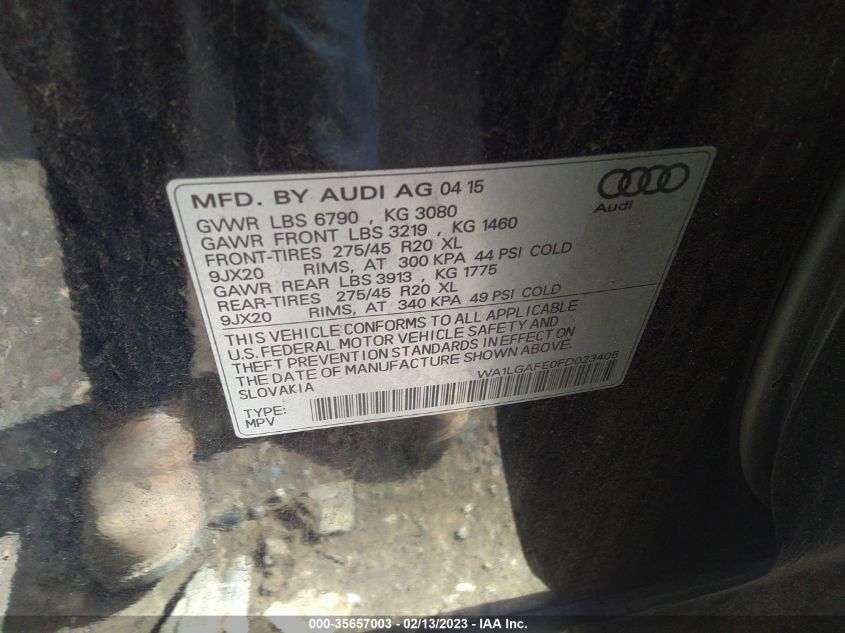 MFD. BY AUDI AG 04 15
Audi
GVWR LBS 6790 , KG 3080
GAWR FRONT LBS 3219 , KG 1460
FRONT-TIRES 275/45 R20 XL
9JX20 RIMS, AT 300 KPA 44 PSI COLD
GAWR REAR LBS 3913 , KG 1775
REAR-TIRES 275/45 R20 XL
9JX20 RIMS, AT 340 KPA 49 PSI COLD
THIS VEHICLE CONFORMS TO ALL APPLICABLE
U.S. FEDERAL MOTOR VEHICLE SAFETY AND
THEFT PREVENTION STANDARDS IN EFFECT ON
THE DATE OF MANUFACTURE SHOWN ABOVE.
SLOVAKIA
WA1LGAFE0FD023405
TYPE:
MPV
000-35657003 — 02/13/2023 — IAA Inc.